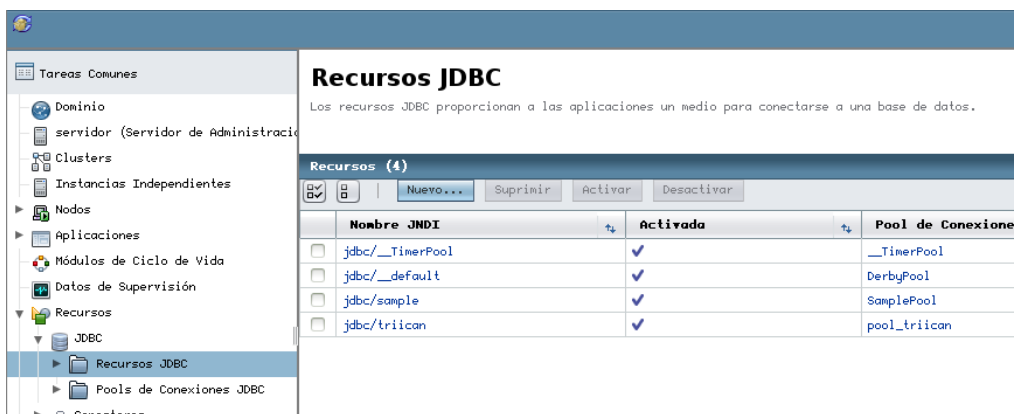 Tareas Comunes
Dominio
servidor (Servidor de Administraci
Clusters
Instancias Independientes
Nodos
Aplicaciones
Módulos de Ciclo de Vida
Datos de Supervisión
Recursos
JDBC
Recursos JDBC
Pools de Conexiones JDBC
Recursos JDBC
Los recursos JDBC proporcionan a las aplicaciones un medio para conectarse a una base de datos.
Recursos (4)
Nuevo... Suprimir Activar Desactivar
Nombre JNDI Activada Pool de Conexione
jdbc/__TimerPool __TimerPool
jdbc/__default DerbyPool
jdbc/sample SamplePool
jdbc/triican pool_triican